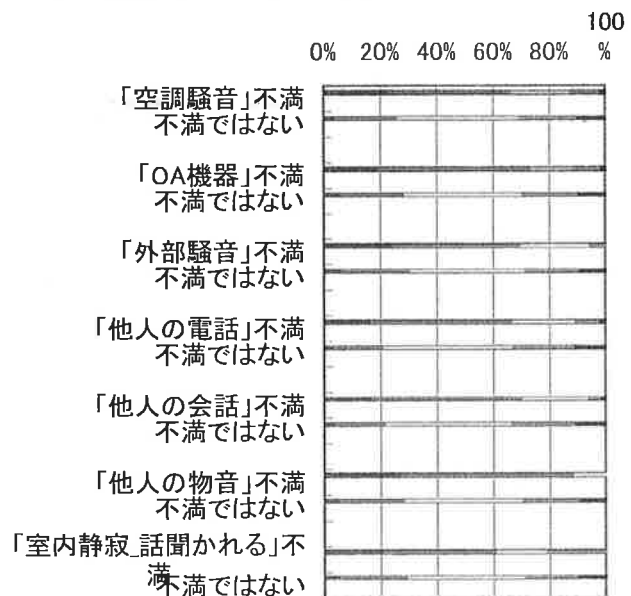 100
0% 20% 40% 60% 80% %
「空調騒音」不満
不満ではない
「OA機器」不満
不満ではない
「外部騒音」不満
不満ではない
「他人の電話」不満
不満ではない
「他人の会話」不満
不満ではない
「他人の物音」不満
不満ではない
「室内静寂_話聞かれる」不
満
不満ではない